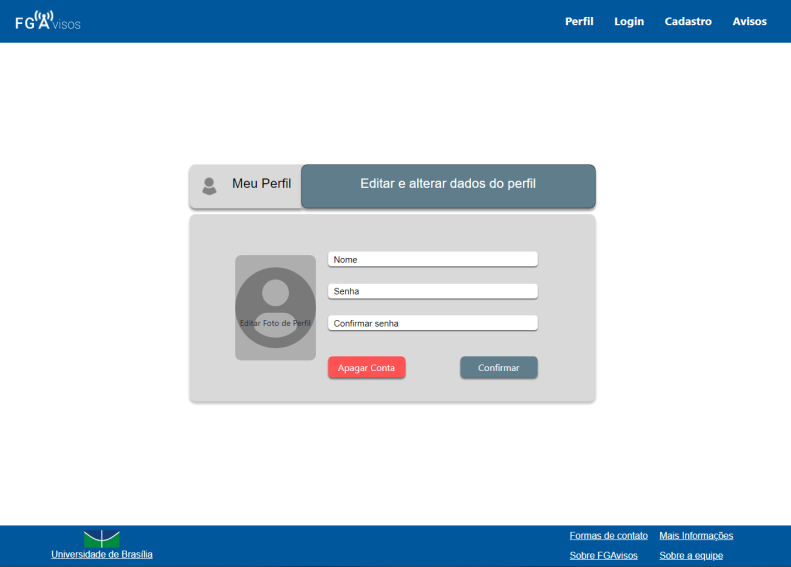 FGAvisos
Perfil Login Cadastro Avisos
Meu Perfil
Editar e alterar dados do perfil
Nome
Senha
Editar Foto de Perfil
Confirmar senha
Apagar Conta
Confirmar
Universidade de Brasília
Formas de contato Mais Informações
Sobre FGAvisos Sobre a equipe